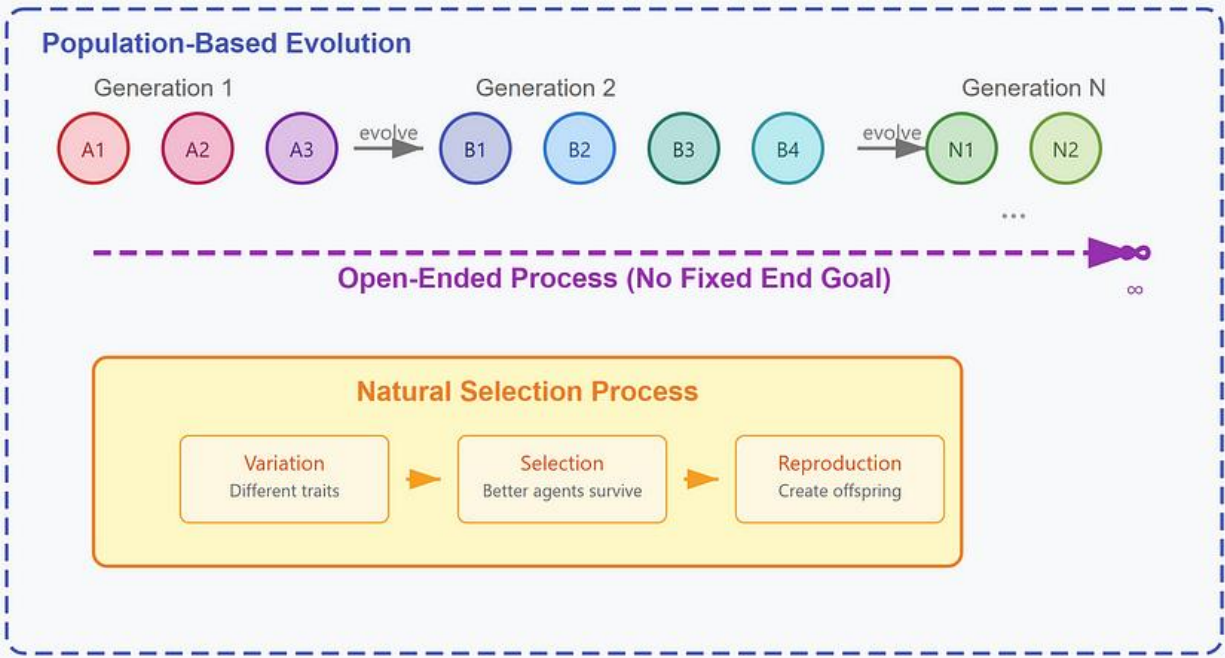 Population-Based Evolution
Generation 1
Generation 2
Generation N
A1
A2
A3
evolve
B1
B2
B3
B4
evolve
N1
N2
...
Open-Ended Process (No Fixed End Goal)
∞
Natural Selection Process
Variation
Different traits
Selection
Better agents survive
Reproduction
Create offspring